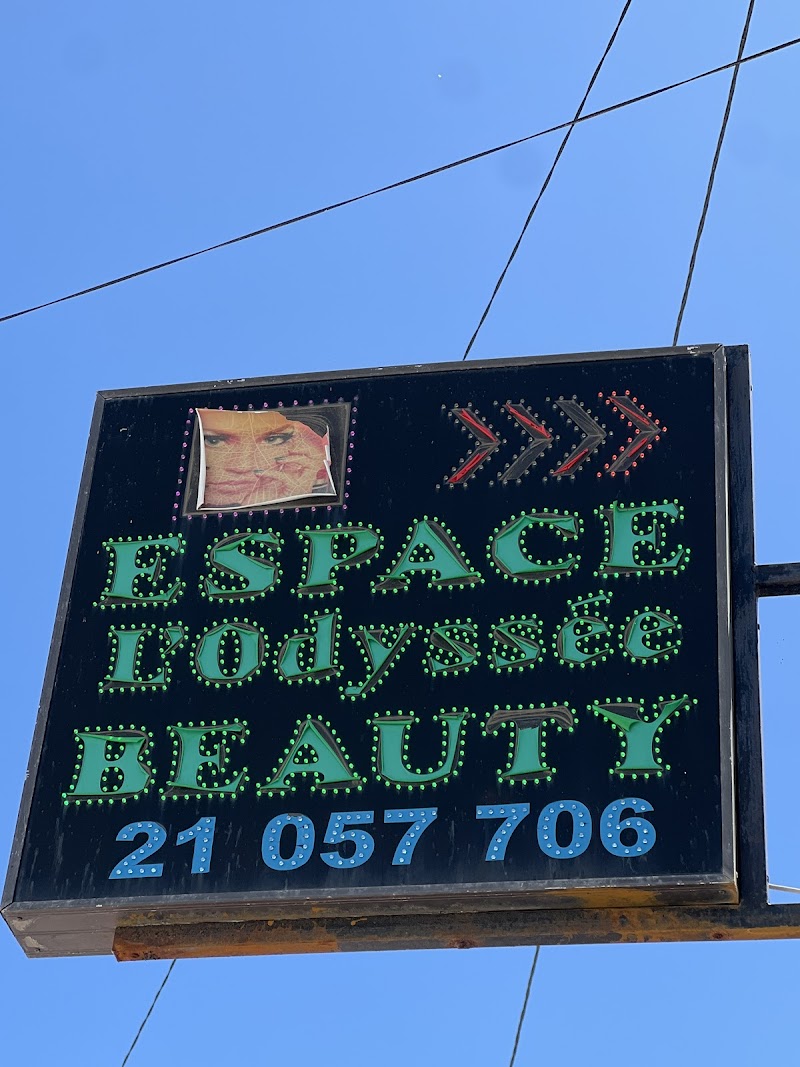 ESPACE
L'odyssée
BEAUTY
21 057 706